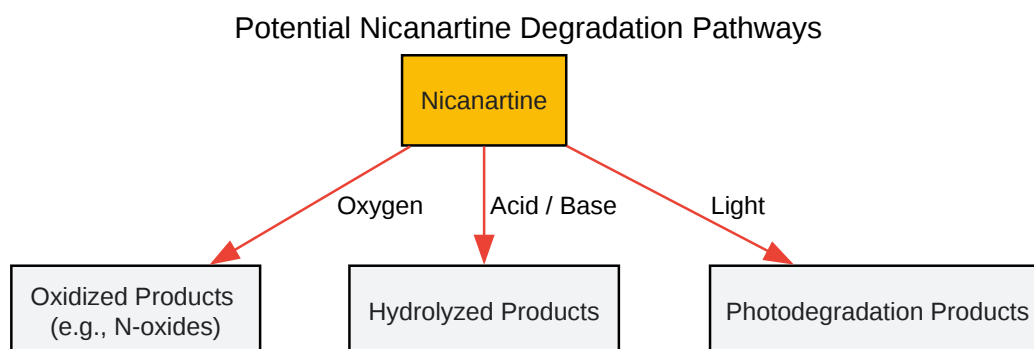 Potential Nicanartine Degradation Pathways
Nicanartine
Oxygen
Acid / Base
Light
Oxidized Products
(e.g., N-oxides)
Hydrolyzed Products
Photodegradation Products